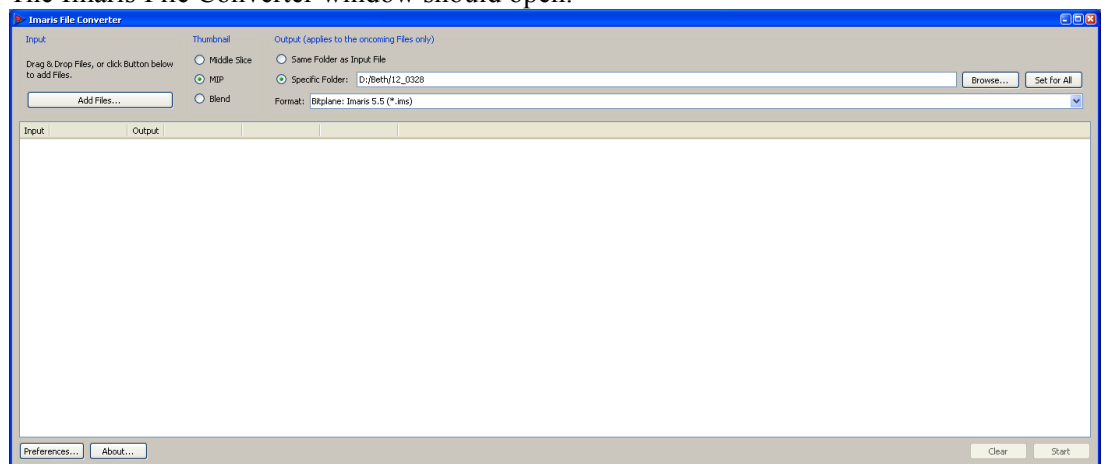 The Imaris File Converter window should open.
Imaris File Converter
Input Thumbnail Output (applies to the oncoming Files only)
Drag & Drop Files, or click Button below to add Files.
Middle Slice
MIP
Blend
Same Folder as Input File
Specific Folder: D:/Beth/12_0328 Browse... Set for All
Add Files...
Format: Bitplane: Imaris 5.5 (*.ims)
Input Output
Preferences... About... Clear Start